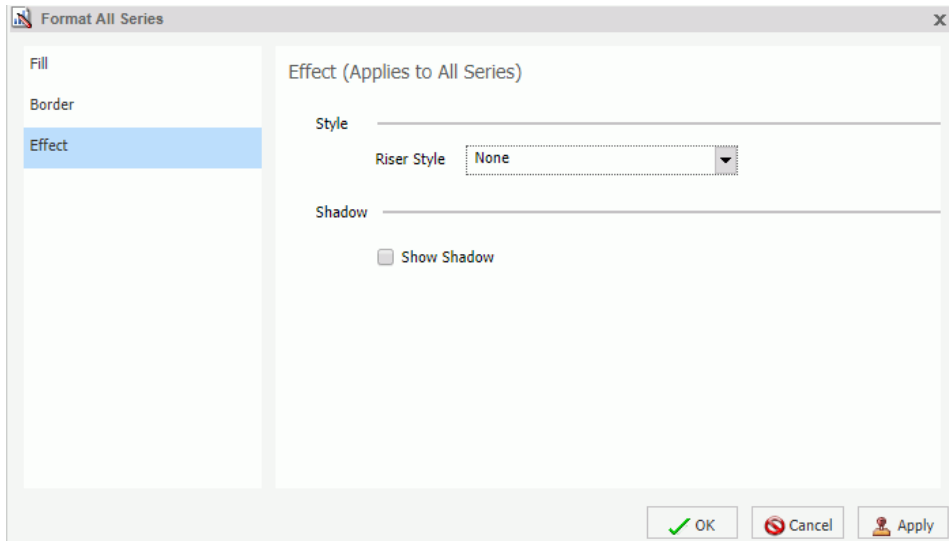 Format All Series
x
Fill
Border
Effect
Effect (Applies to All Series)
Style
Riser Style None
Shadow
Show Shadow
OK Cancel Apply